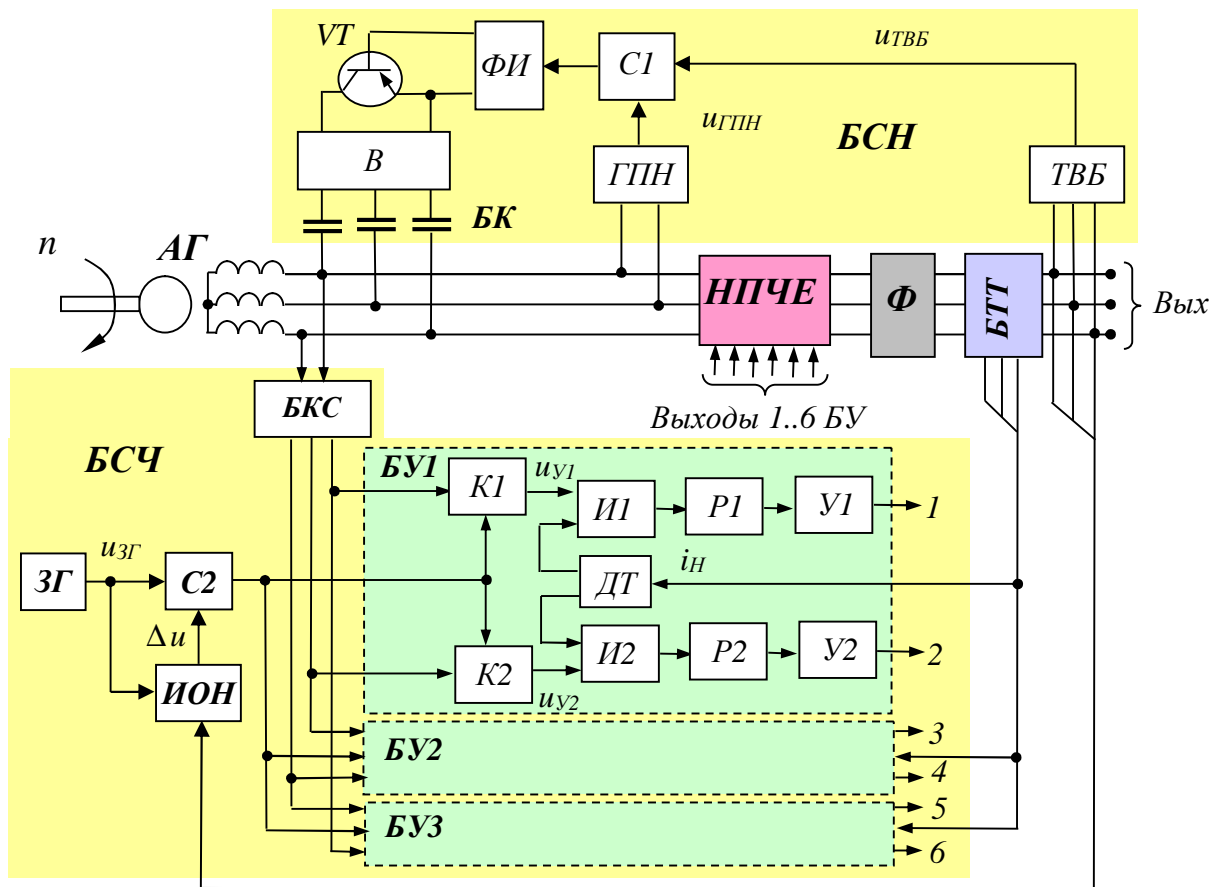 VT
ФИ
С1
uТВБ
uГПН
БСН
В
ГПН
ТВБ
БК
n
АГ
НПЧЕ
Ф
БТТ
Вых
БКС
Выходы 1..6 БУ
БСЧ
БУ1
К1
uУ1
И1
Р1
У1
1
uЗГ
ЗГ
С2
ДТ
iН
Δu
ИОН
К2
uУ2
И2
Р2
У2
2
БУ2
3
4
БУ3
5
6